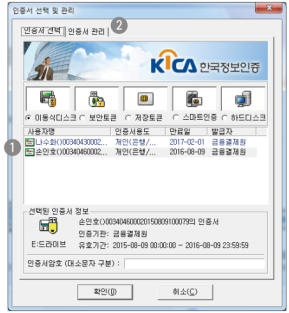 인증서 선택 및 관리
인증서 선택 인증서 관리 2
KICA 한국정보인증
이동식디스크 보안토큰 저장토큰 스마트인증 하드디스크
사용자명 인증서용도 만료일 발급자
1 나수화()00340430002... 개인(은행/... 2017-02-01 금융결제원
손인호()00340460002... 개인(은행/... 2016-08-09 금융결제원
선택된 인증서 정보
손인호()003404600020150809100079의 인증서
인증기관: 금융결제원
E:드라이브 유효기간: 2015-08-09 00:00:00 - 2016-08-09 23:59:59
인증서암호 (대소문자 구분) :
확인(I) 취소(C)